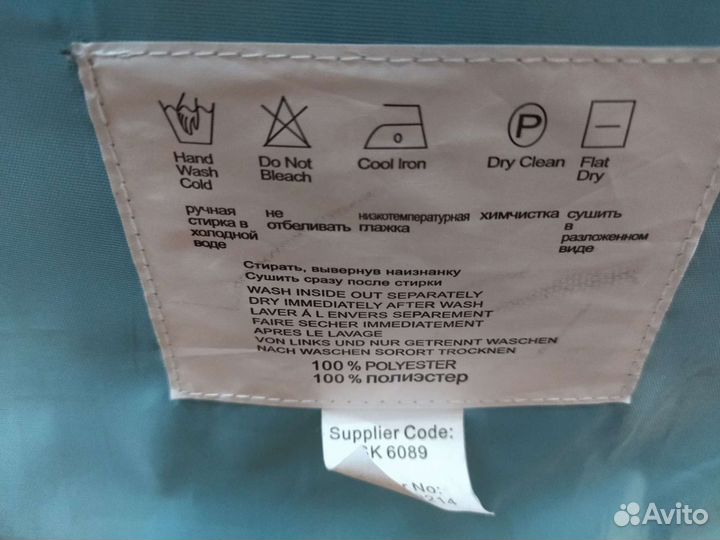 Hand Wash Cold
Do Not Bleach
Cool Iron
P
Dry Clean
Flat Dry
ручная стирка в холодной воде
не отбеливать
низкотемпературная глажка
химчистка
сушить в разложенном виде
Стирать, вывернув наизнанку
Сушить сразу после стирки
WASH INSIDE OUT SEPARATELY
DRY IMMEDIATELY AFTER WASH
LAVER Á L ENVERS SEPAREMENT
FAIRE SECHER IMMEDIATEMENT
APRES LE LAVAGE
VON LINKS UND NUR GETRENNT WASCHEN
NACH WASCHEN SORORT TROCKNEN
100 % POLYESTER
100 % ПОЛИЭСТЕР
Supplier Code:
6089
No:
214
Avito